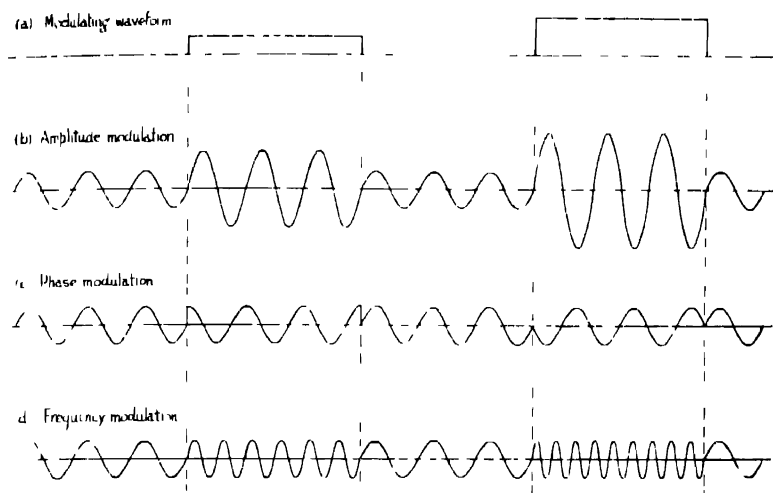 (a) Modulating waveform
(b) Amplitude modulation
c Phase modulation
d Frequency modulation